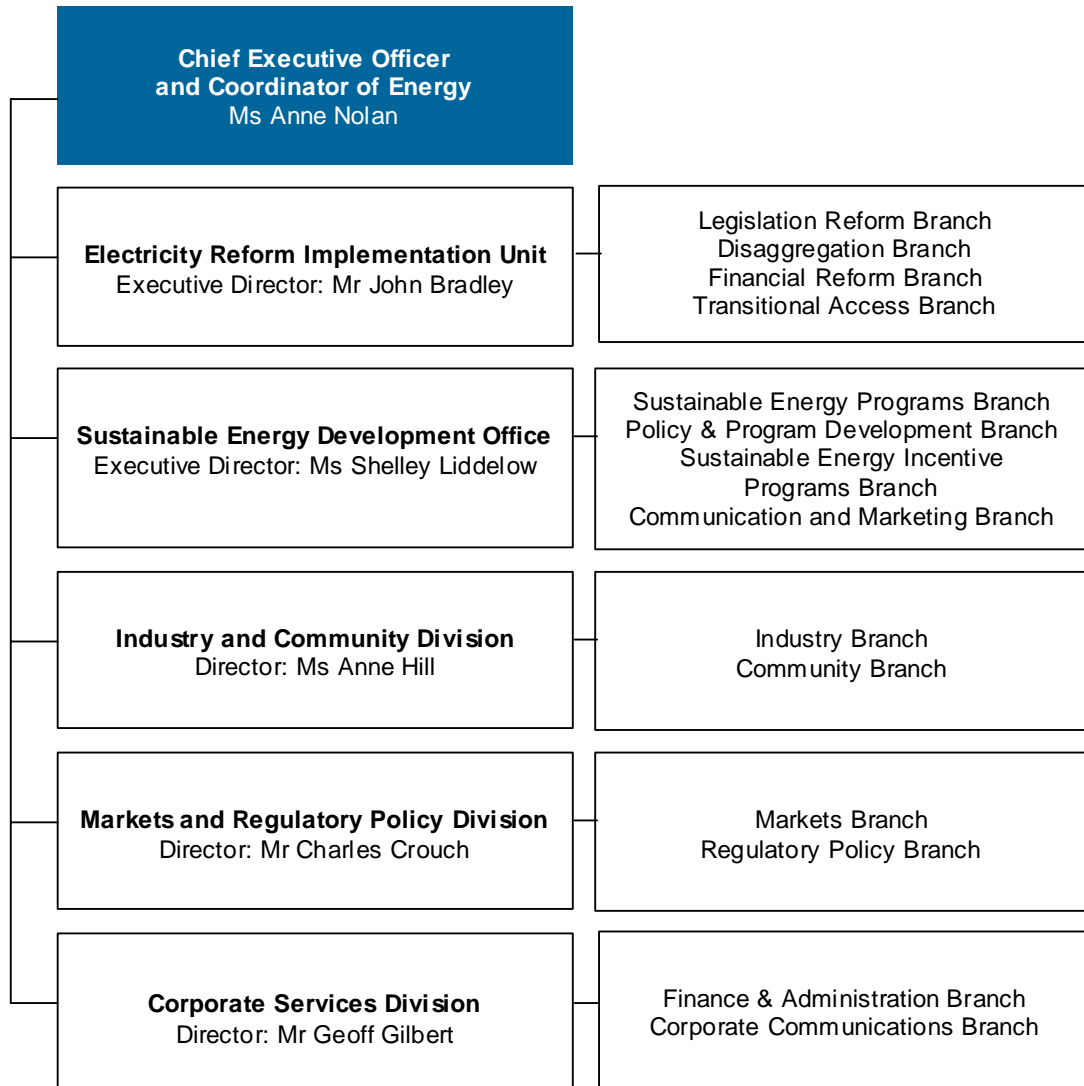 Chief Executive Officer
and Coordinator of Energy
Ms Anne Nolan
Electricity Reform Implementation Unit
Executive Director: Mr John Bradley
Legislation Reform Branch
Disaggregation Branch
Financial Reform Branch
Transitional Access Branch
Sustainable Energy Development Office
Executive Director: Ms Shelley Liddelow
Sustainable Energy Programs Branch
Policy & Program Development Branch
Sustainable Energy Incentive
Programs Branch
Communication and Marketing Branch
Industry and Community Division
Director: Ms Anne Hill
Industry Branch
Community Branch
Markets and Regulatory Policy Division
Director: Mr Charles Crouch
Markets Branch
Regulatory Policy Branch
Corporate Services Division
Director: Mr Geoff Gilbert
Finance & Administration Branch
Corporate Communications Branch